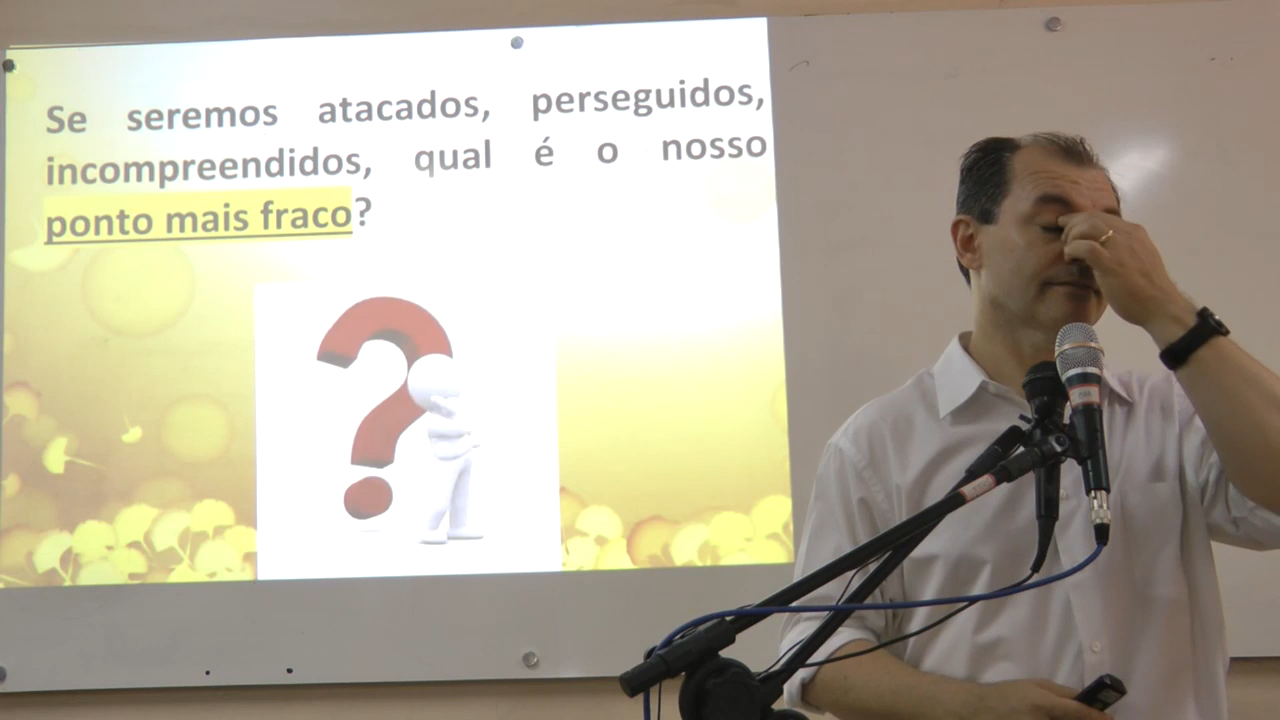 Se seremos atacados, perseguidos,
incompreendidos, qual é o nosso
ponto mais fraco?